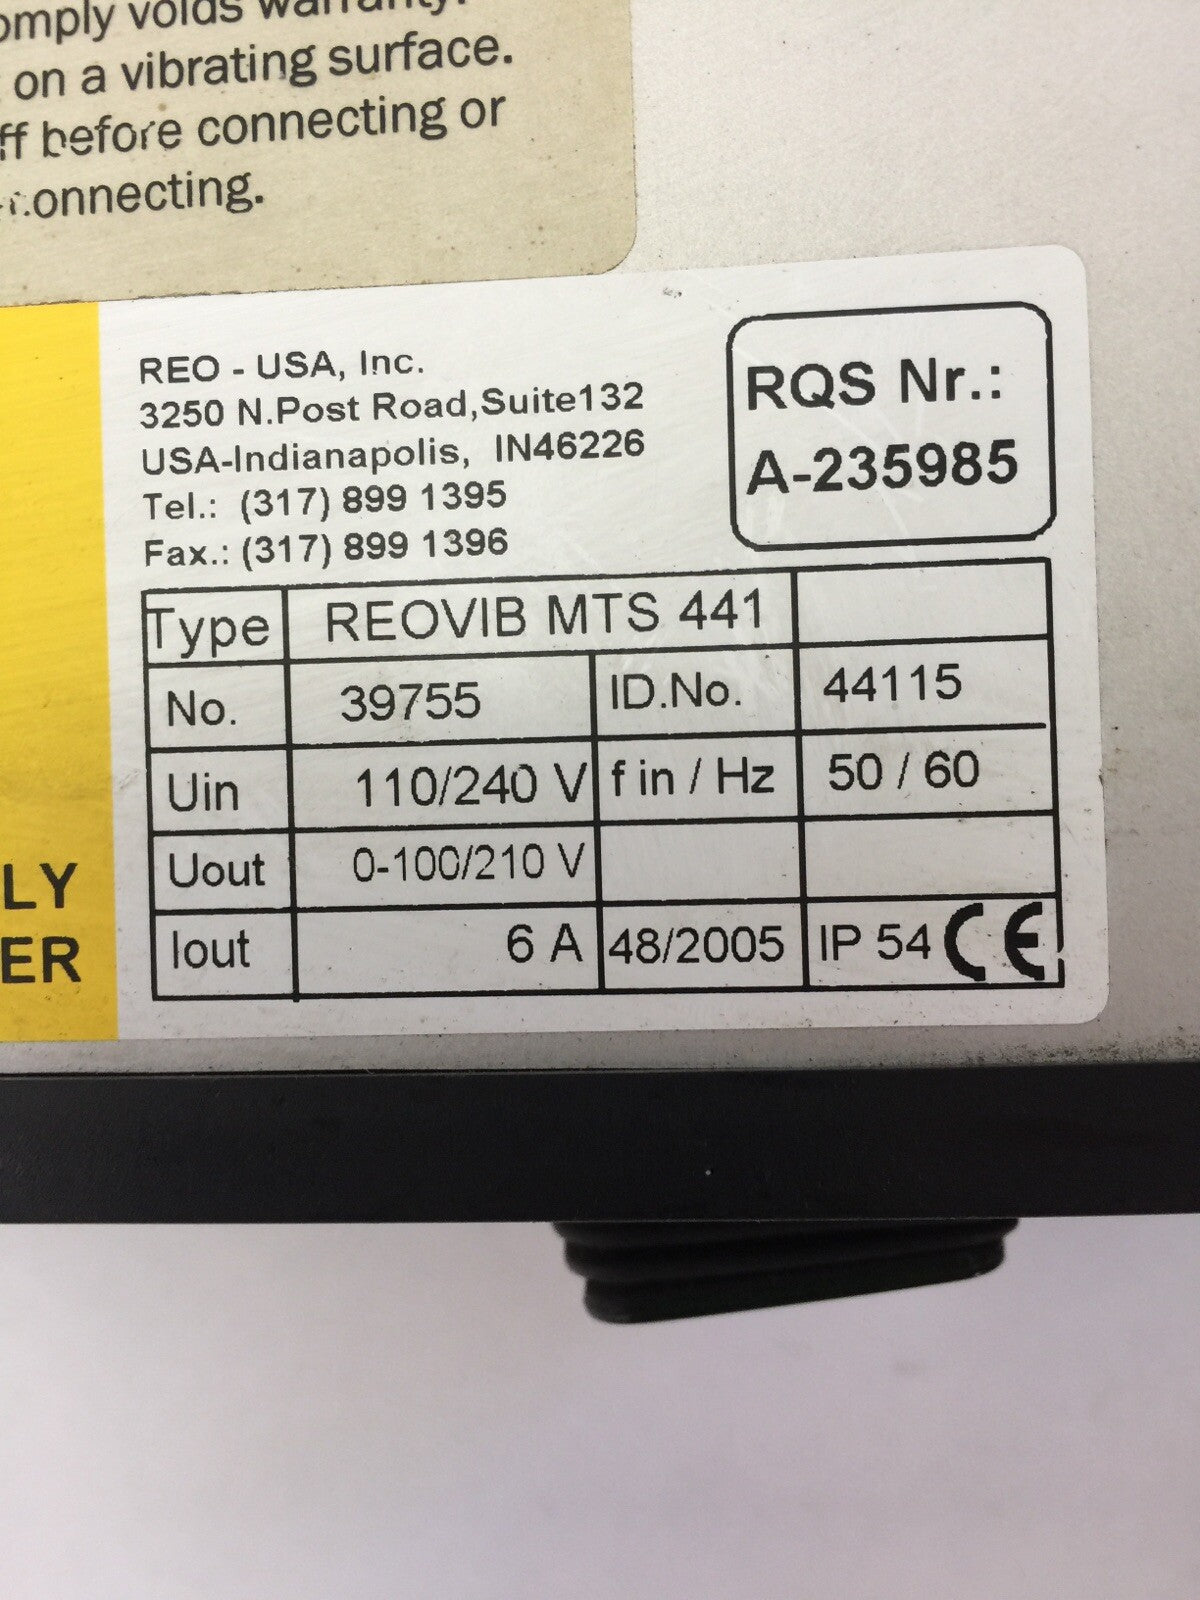 voids warranty.
on a vibrating surface.
before connecting or
REO - USA, Inc.
3250 N.Post Road,Suite132
USA-Indianapolis, IN46226
Tel.: (317) 899 1395
Fax.: (317) 899 1396
RQS Nr.:
A-235985
Type REOVIB MTS 441
No. 39755 ID.No. 44115
Uin 110/240 V f in / Hz 50 / 60
Uout 0-100/210 V
Iout 6 A 48/2005 IP 54 CE
LY
ER